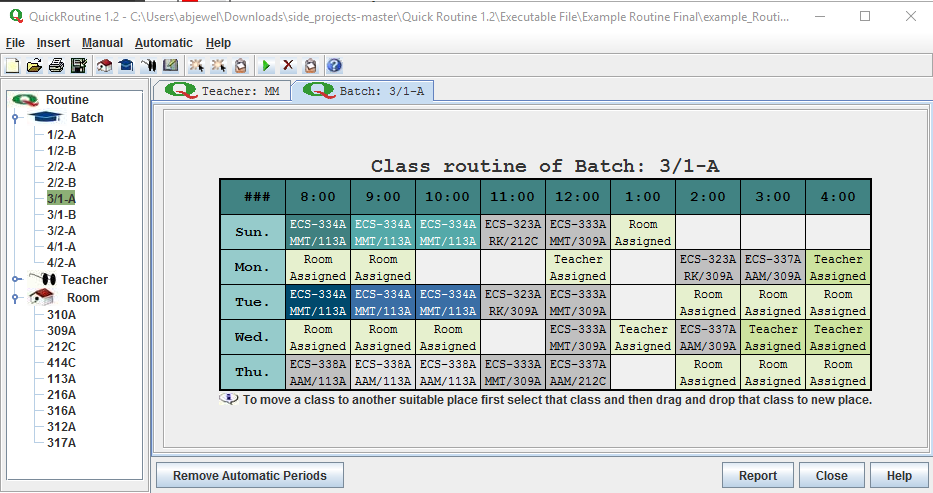 QuickRoutine 1.2 - C:\Users\abjewel\Downloads\side_projects-master\Quick Routine 1.2\Executable File\Example Routine Final\example_Routi...
File Insert Manual Automatic Help
Routine
Batch
1/2-A
1/2-B
2/2-A
2/2-B
3/1-A
3/1-B
3/2-A
4/1-A
4/2-A
Teacher
Room
310A
309A
212C
414C
113A
216A
316A
312A
317A
Teacher: MM Batch: 3/1-A
Class routine of Batch: 3/1-A
### 8:00 9:00 10:00 11:00 12:00 1:00 2:00 3:00 4:00
Sun. ECS-334A ECS-334A ECS-334A ECS-323A ECS-333A Room
MMT/113A MMT/113A MMT/113A RK/212C MMT/309A Assigned
Mon. Room Room Teacher ECS-323A ECS-337A Teacher
Assigned Assigned Assigned RK/309A AAM/309A Assigned
Tue. ECS-334A ECS-334A ECS-334A ECS-323A ECS-333A Room Room Room
MMT/113A MMT/113A MMT/113A RK/309A MMT/309A Assigned Assigned Assigned
Wed. Room Room Room ECS-333A Teacher ECS-337A Teacher Teacher
Assigned Assigned Assigned MMT/309A Assigned AAM/309A Assigned Assigned
Thu. ECS-338A ECS-338A ECS-338A ECS-333A ECS-337A Room Room Room
AAM/113A AAM/113A AAM/113A MMT/309A AAM/212C Assigned Assigned Assigned
To move a class to another suitable place first select that class and then drag and drop that class to new place.
Remove Automatic Periods Report Close Help